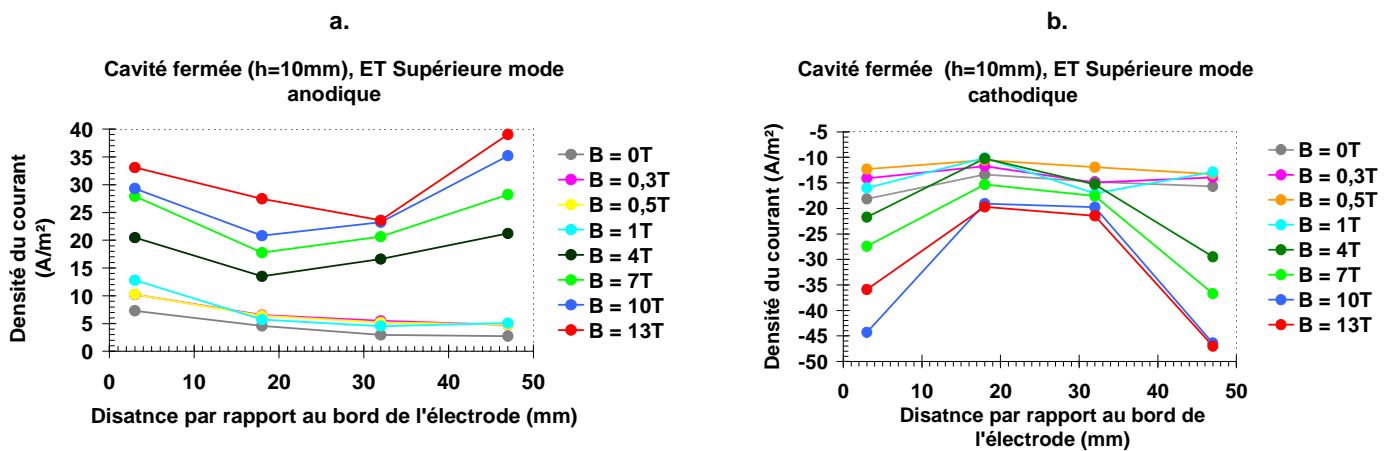 a.
Cavité fermée (h=10mm), ET Supérieure mode
anodique
Densité du courant
(A/m²)
40
35
30
25
20
15
10
5
0
0
10
20
30
40
50
Disatnce par rapport au bord de l'électrode (mm)
B = 0T
B = 0,3T
B = 0,5T
B = 1T
B = 4T
B = 7T
B = 10T
B = 13T
b.
Cavité fermée (h=10mm), ET Supérieure mode
cathodique
Densité du courant (A/m²)
-5
-10
-15
-20
-25
-30
-35
-40
-45
-50
0
10
20
30
40
50
Disatnce par rapport au bord de
l'électrode (mm)
B = 0T
B = 0,3T
B = 0,5T
B = 1T
B = 4T
B = 7T
B = 10T
B = 13T